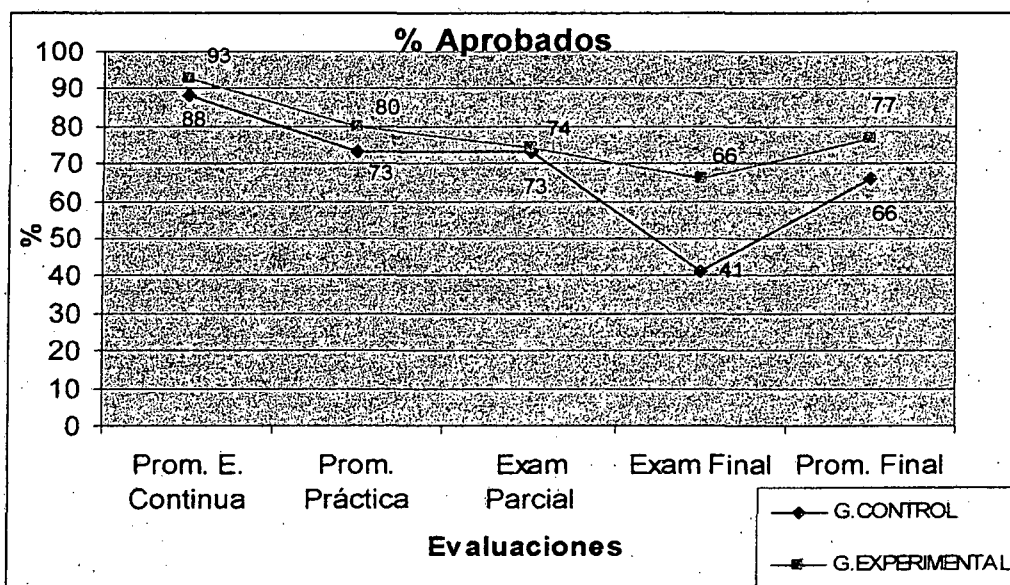 % Aprobados
100
90
80
70
60
50
40
30
20
10
0
%
93
88
80
73
74
73
66
41
77
66
Prom. E. Continua
Prom. Práctica
Exam Parcial
Exam Final
Prom. Final
Evaluaciones
G.CONTROL
G.EXPERIMENTAL